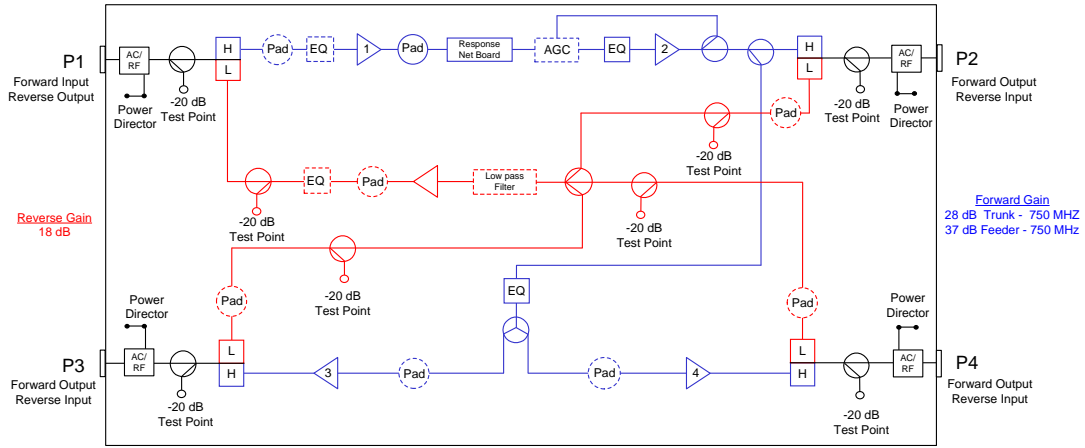 P1
Forward Input
Reverse Output
AC/
RF
Power
Director
-20 dB
Test Point
H
L
Pad
EQ
1
Pad
Response
Net Board
AGC
EQ
2
H
L
-20 dB
Test Point
AC/
RF
Power
Director
P2
Forward Output
Reverse Input
Pad
-20 dB
Test Point
EQ
Pad
Low pass
Filter
-20 dB
Test Point
-20 dB
Test Point
Reverse Gain
18 dB
Forward Gain
28 dB Trunk - 750 MHZ
37 dB Feeder - 750 MHz
-20 dB
Test Point
EQ
Pad
Pad
Power
Director
Power
Director
P3
Forward Output
Reverse Input
AC/
RF
-20 dB
Test Point
L
H
3
Pad
Pad
4
L
H
-20 dB
Test Point
AC/
RF
P4
Forward Output
Reverse Input